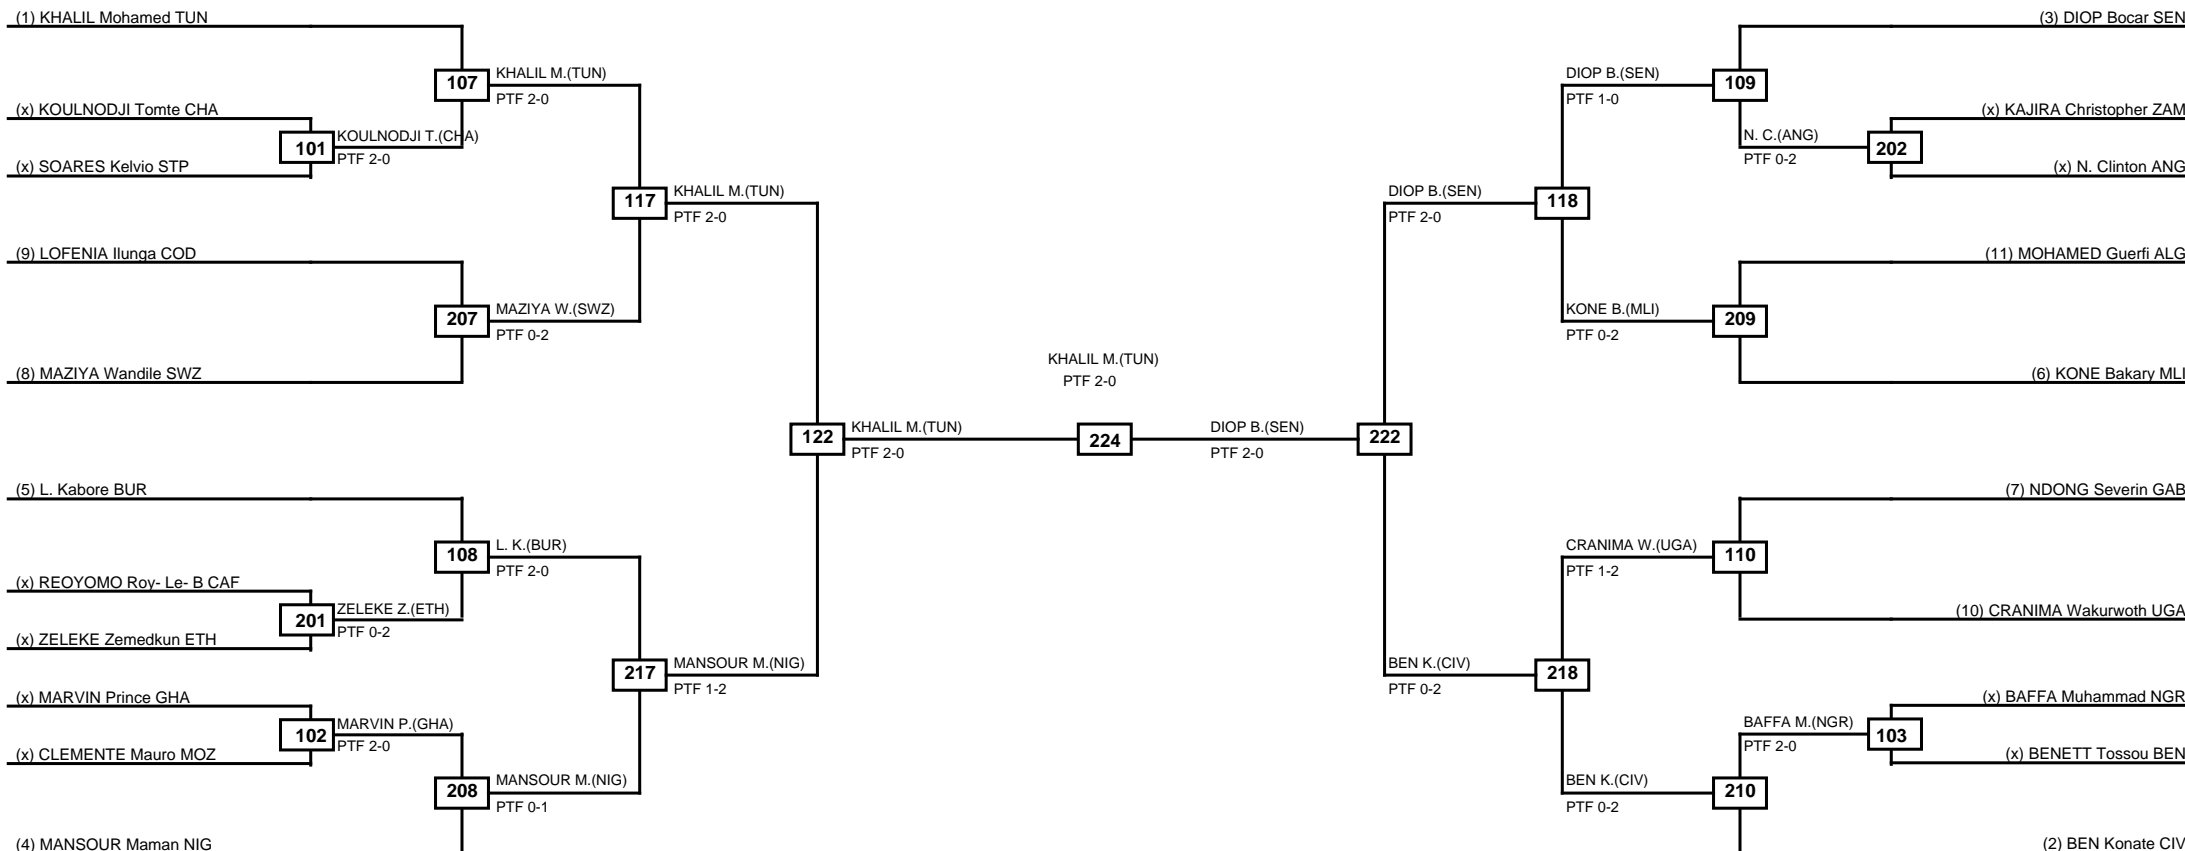 (1) KHALIL Mohamed TUN
(3) DIOP Bocar SEN
107
KHALIL M.(TUN)
PTF 2-0
DIOP B.(SEN)
PTF 1-0
109
(x) KOULNODJI Tomte CHA
101
KOULNODJI T.(CHA)
PTF 2-0
(x) SOARES Kelvio STP
(x) KAJIRA Christopher ZAM
N. C.(ANG)
PTF 0-2
202
(x) N. Clinton ANG
117
KHALIL M.(TUN)
PTF 2-0
DIOP B.(SEN)
PTF 2-0
118
(9) LOFENIA Ilunga COD
(11) MOHAMED Guerfi ALG
207
MAZIYA W.(SWZ)
PTF 0-2
KONE B.(MLI)
PTF 0-2
209
(8) MAZIYA Wandile SWZ
KHALIL M.(TUN)
PTF 2-0
(6) KONE Bakary MLI
122
KHALIL M.(TUN)
PTF 2-0
224
DIOP B.(SEN)
PTF 2-0
222
(5) L. Kabore BUR
(7) NDONG Severin GAB
108
L. K.(BUR)
PTF 2-0
CRANIMA W.(UGA)
PTF 1-2
110
(x) REOYOMO Roy- Le- B CAF
201
ZELEKE Z.(ETH)
PTF 0-2
(x) ZELEKE Zemedkun ETH
(10) CRANIMA Wakurwoth UGA
217
MANSOUR M.(NIG)
PTF 1-2
BEN K.(CIV)
PTF 0-2
218
(x) MARVIN Prince GHA
102
MARVIN P.(GHA)
PTF 2-0
(x) CLEMENTE Mauro MOZ
(x) BAFFA Muhammad NGR
BAFFA M.(NGR)
PTF 2-0
103
(x) BENETT Tossou BEN
208
MANSOUR M.(NIG)
PTF 0-1
BEN K.(CIV)
PTF 0-2
210
(4) MANSOUR Maman NIG
(2) BEN Konate CIV